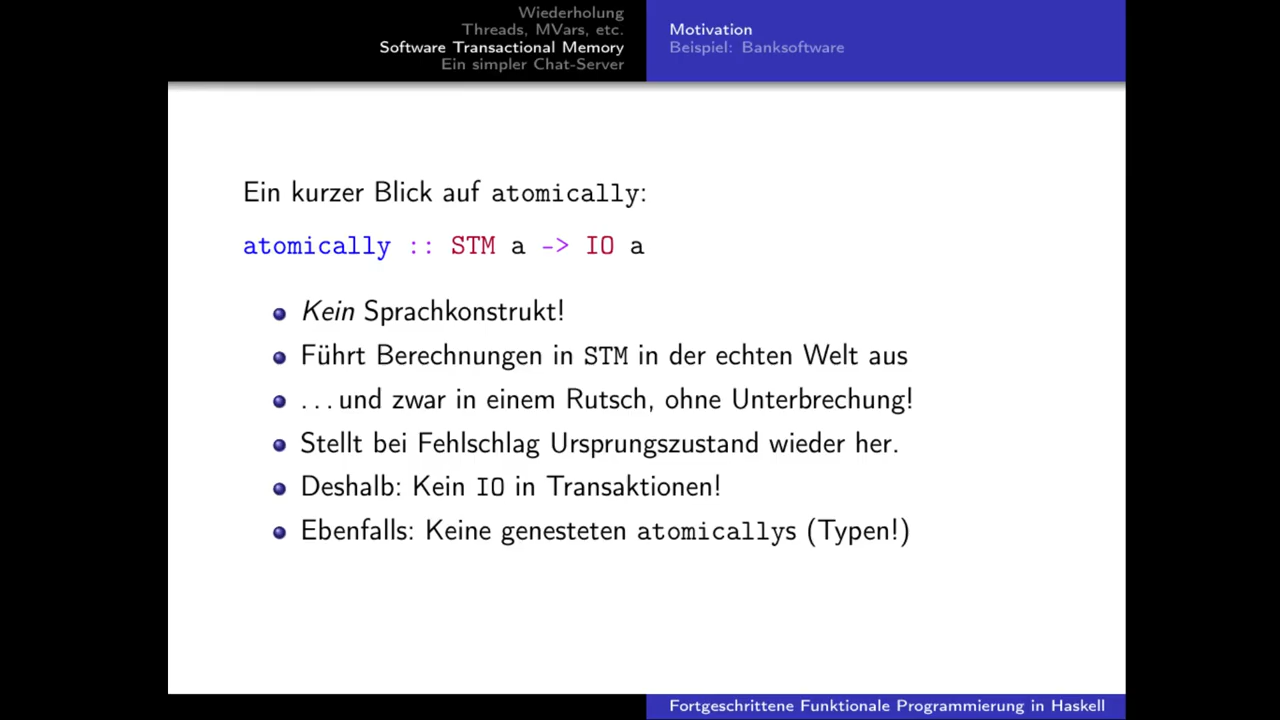 Wiederholung
Threads, MVars, etc.
Software Transactional Memory
Ein simpler Chat-Server
Motivation
Beispiel: Banksoftware
Ein kurzer Blick auf atomically:
atomically :: STM a -> IO a
Kein Sprachkonstrukt!
Führt Berechnungen in STM in der echten Welt aus
...und zwar in einem Rutsch, ohne Unterbrechung!
Stellt bei Fehlschlag Ursprungszustand wieder her.
Deshalb: Kein IO in Transaktionen!
Ebenfalls: Keine genesteten atomicallys (Typen!)
Fortgeschrittene Funktionale Programmierung in Haskell